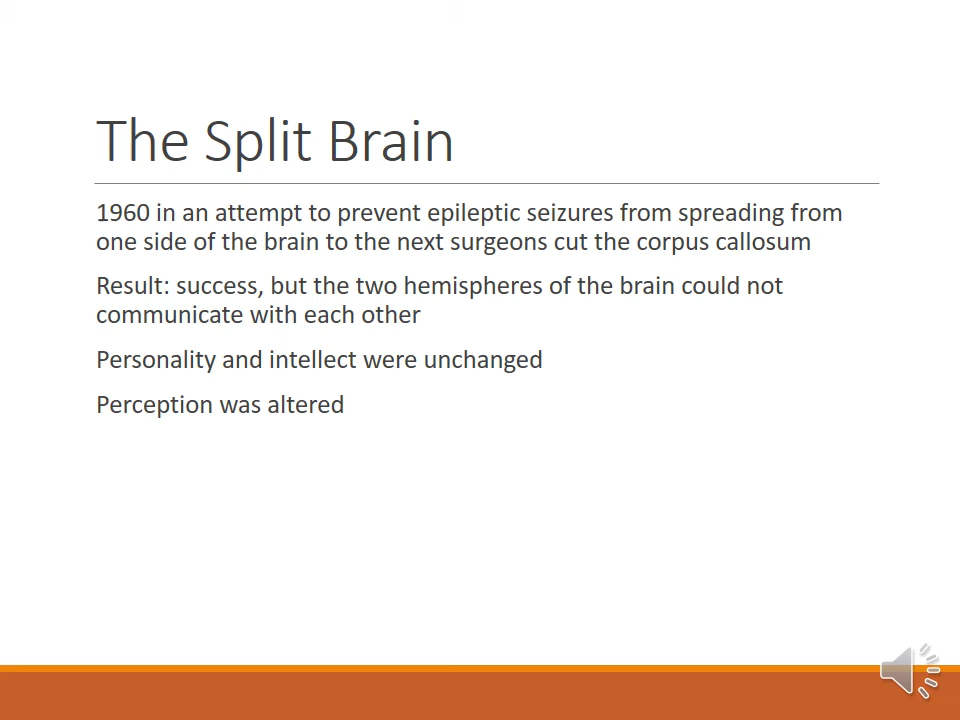 The Split Brain
1960 in an attempt to prevent epileptic seizures from spreading from
one side of the brain to the next surgeons cut the corpus callosum
Result: success, but the two hemispheres of the brain could not
communicate with each other
Personality and intellect were unchanged
Perception was altered